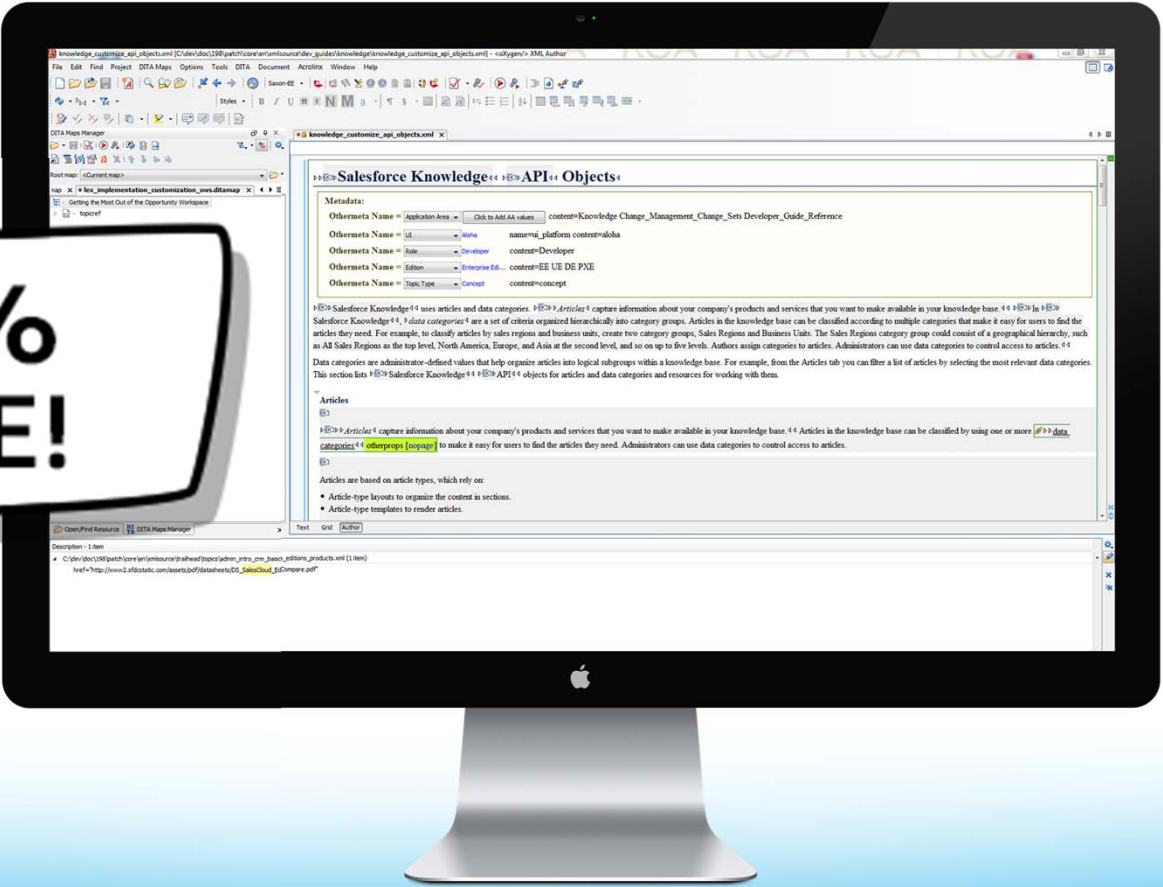 knowledge_customize_api_objects.xml [C:\dev\doc\198\patch\core\en\xmlsource\dev_guides\knowledge\knowledge_customize_api_objects.xml] - <oXygen/> XML Author
File Edit Find Project DITA Maps Options Tools DITA Document Acrolinx Window Help
Saxon-EE
Styles B I U N M a
DITA Maps Manager
knowledge_customize_api_objects.xml
Root map: <Current map>
lex_implementation_customization_ows.ditamap
Getting the Most Out of the Opportunity Workspace
topicref
%
E!
Salesforce Knowledge API Objects
Metadata:
Othermeta Name = Application Area Click to Add AA values content=Knowledge Change_Management_Change_Sets Developer_Guide_Reference
Othermeta Name = UI Aloha name=ui_platform content=aloha
Othermeta Name = Role Developer content=Developer
Othermeta Name = Edition Enterprise Edi... content=EE UE DE PXE
Othermeta Name = Topic Type Concept content=concept
Salesforce Knowledge uses articles and data categories. Articles capture information about your company's products and services that you want to make available in your knowledge base. In
Salesforce Knowledge, data categories are a set of criteria organized hierarchically into category groups. Articles in the knowledge base can be classified according to multiple categories that make it easy for users to find the
articles they need. For example, to classify articles by sales regions and business units, create two category groups, Sales Regions and Business Units. The Sales Regions category group could consist of a geographical hierarchy, such
as All Sales Regions as the top level, North America, Europe, and Asia at the second level, and so on up to five levels. Authors assign categories to articles. Administrators can use data categories to control access to articles.
Data categories are administrator-defined values that help organize articles into logical subgroups within a knowledge base. For example, from the Articles tab you can filter a list of articles by selecting the most relevant data categories.
This section lists Salesforce Knowledge API objects for articles and data categories and resources for working with them.
Articles
Articles capture information about your company's products and services that you want to make available in your knowledge base. Articles in the knowledge base can be classified by using one or more data
categories otherprops [nopage] to make it easy for users to find the articles they need. Administrators can use data categories to control access to articles.
Articles are based on article types, which rely on:
• Article-type layouts to organize the content in sections.
• Article-type templates to render articles.
Open/Find Resource DITA Maps Manager
Text Grid Author
Description - 1 item
C:\dev\doc\198\patch\core\en\xmlsource\trailhead\topics\admin_intro_crm_basics_editions_products.xml (1 item)
href="http://www2.sfdcstatic.com/assets/pdf/datasheets/DS_SalesCloud_EdCompare.pdf"